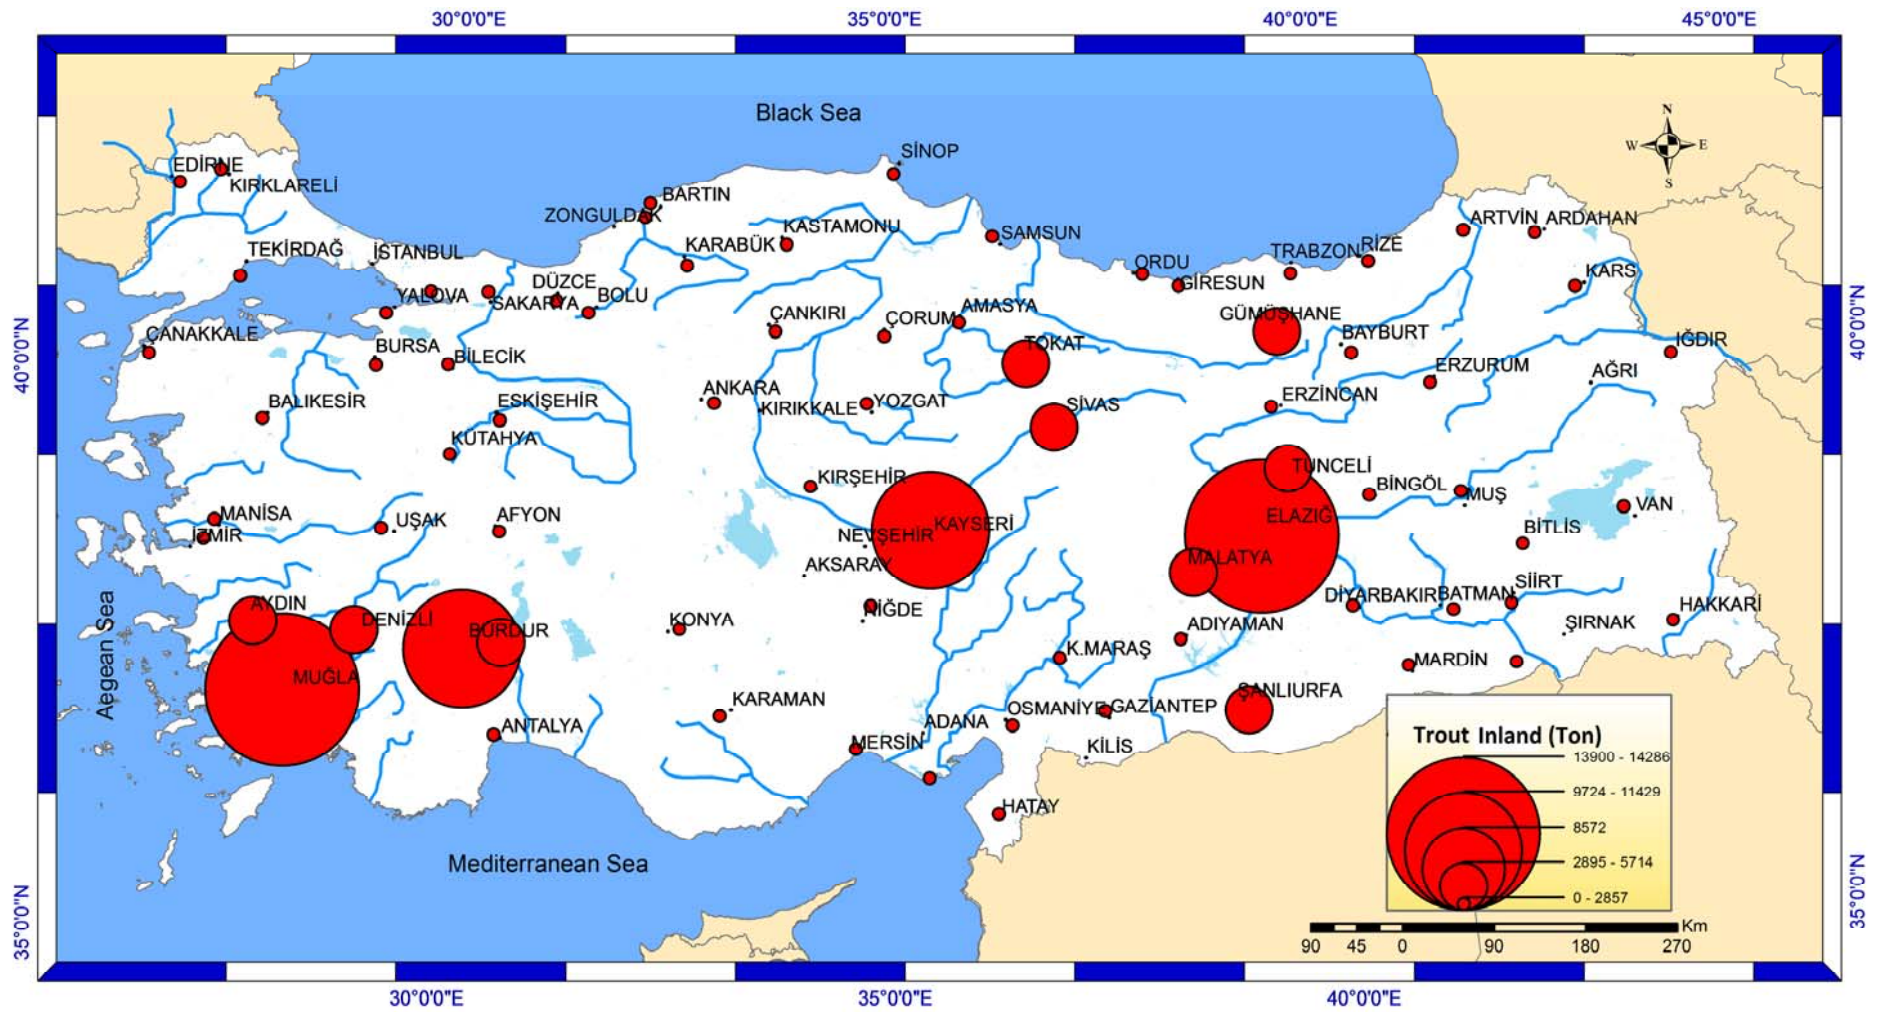 30°0'0"E
35°0'0"E
40°0'0"E
45°0'0"E
Black Sea
N
W
E
S
SİNOP
EDİRNE
KIRKLARELİ
BARTIN
ZONGULDAK
KASTAMONU
SAMSUN
ARTVİN
ARDAHAN
TEKİRDAĞ
İSTANBUL
KARABÜK
ORDU
TRABZON
RİZE
KARS
DÜZCE
BOLU
YALOVA
SAKARYA
GİRESUN
AMASYA
ÇANKIRI
ÇORUM
GÜMÜŞHANE
BAYBURT
IĞDIR
ÇANAKKALE
BURSA
BİLECİK
TOKAT
ERZURUM
AĞRI
40°0'0"N
40°0'0"N
BALIKESİR
ESKİŞEHİR
ANKARA
KIRIKKALE
YOZGAT
SİVAS
ERZİNCAN
KÜTAHYA
TUNCELİ
KIRŞEHİR
BİNGÖL
MUŞ
VAN
MANİSA
İZMİR
UŞAK
AFYON
KAYSERİ
NEVŞEHİR
ELAZIĞ
BİTLİS
AKSARAY
MALATYA
SİİRT
AYDIN
DENİZLİ
BURDUR
KONYA
NİĞDE
DİYARBAKIR
BATMAN
HAKKARİ
ADIYAMAN
ŞIRNAK
K.MARAŞ
MARDİN
Aegean Sea
MUĞLA
KARAMAN
ANTALYA
MERSİN
ADANA
OSMANİYE
GAZİANTEP
ŞANLIURFA
KİLİS
HATAY
Trout Inland (Ton)
13900 - 14286
9724 - 11429
8572
2895 - 5714
0 - 2857
Mediterranean Sea
35°0'0"N
35°0'0"N
Km
90 45 0 90 180 270
30°0'0"E
35°0'0"E
40°0'0"E